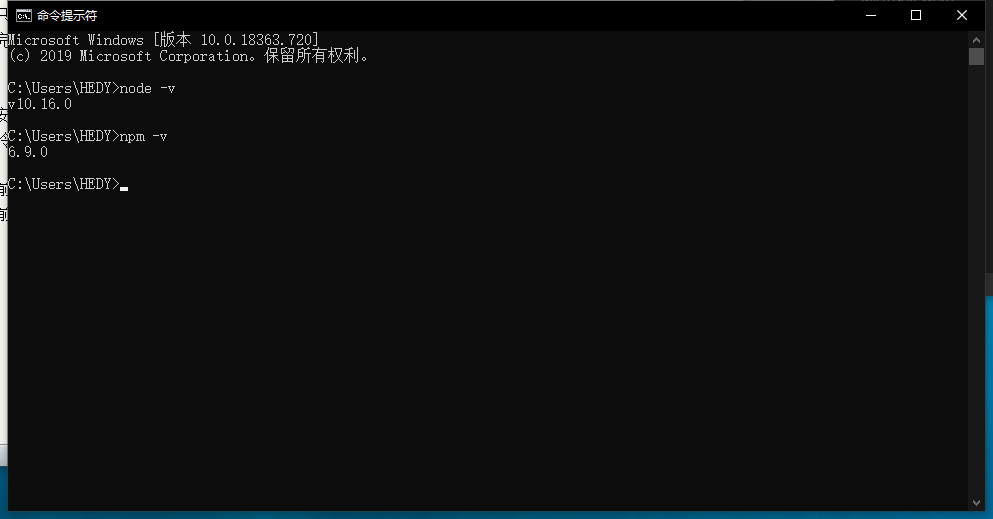 命令提示符
Microsoft Windows [版本 10.0.18363.720]
(c) 2019 Microsoft Corporation。保留所有权利。
C:\Users\HEDY>node -v
v10.16.0
C:\Users\HEDY>npm -v
6.9.0
C:\Users\HEDY>